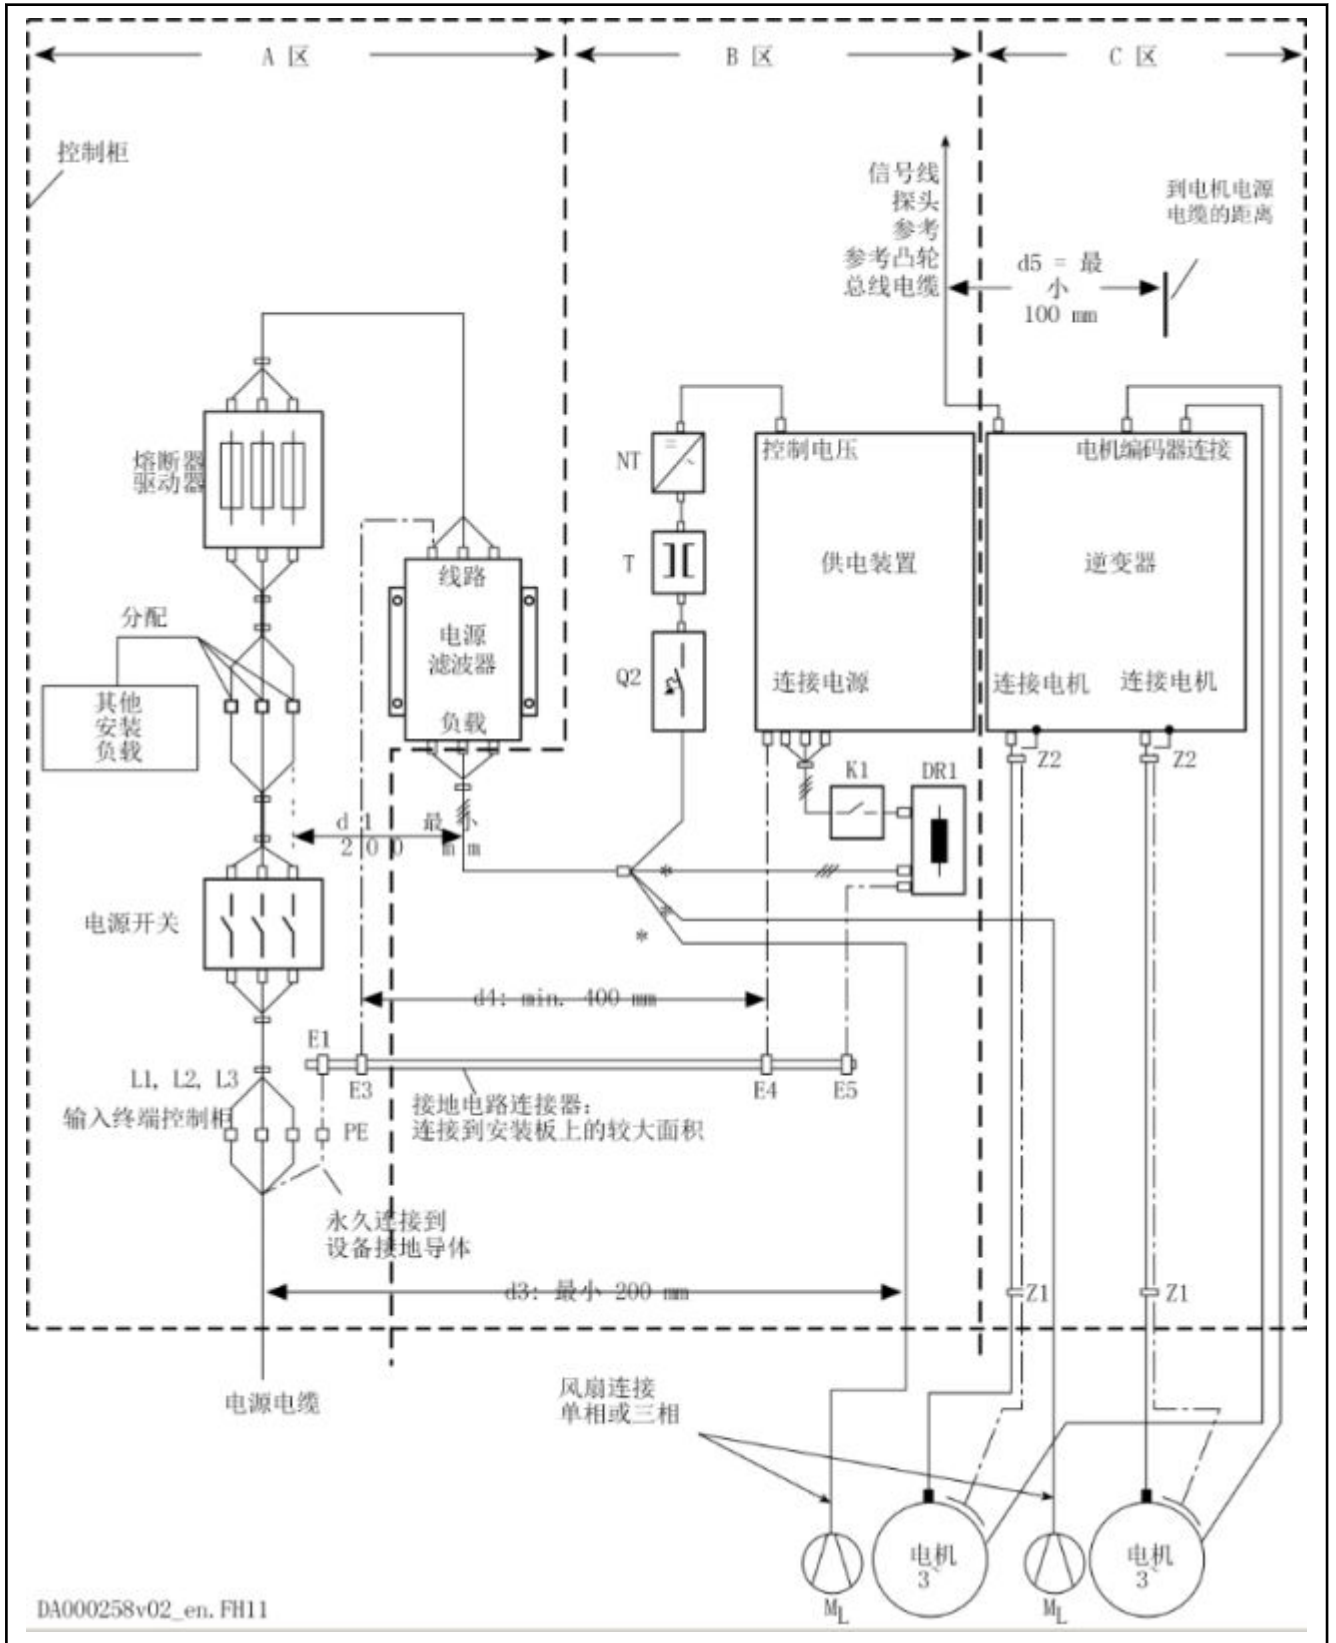 A 区
B 区
C 区
控制柜
信号线
探头
参考
参考凸轮
总线电缆
到电机电源
电缆的距离
d5 = 最
小
100 mm
熔断器
驱动器
NT
控制电压
电机编码器连接
T
供电装置
逆变器
线路
电源
滤波器
负载
分配
其他
安装
负载
Q2
连接电源
连接电机
连接电机
Z2
Z2
K1
DR1
d 1 最 小
2 0 0 m m
*
*
*
电源开关
d4: min. 400 mm
E1
E3
E4
E5
L1, L2, L3
输入终端控制柜
PE
接地电路连接器:
连接到安装板上的较大面积
永久连接到
设备接地导体
d3: 最小 200 mm
Z1
Z1
电源电缆
风扇连接
单相或三相
电机
3~
电机
3~
ML
ML
DA000258v02_en.FH11